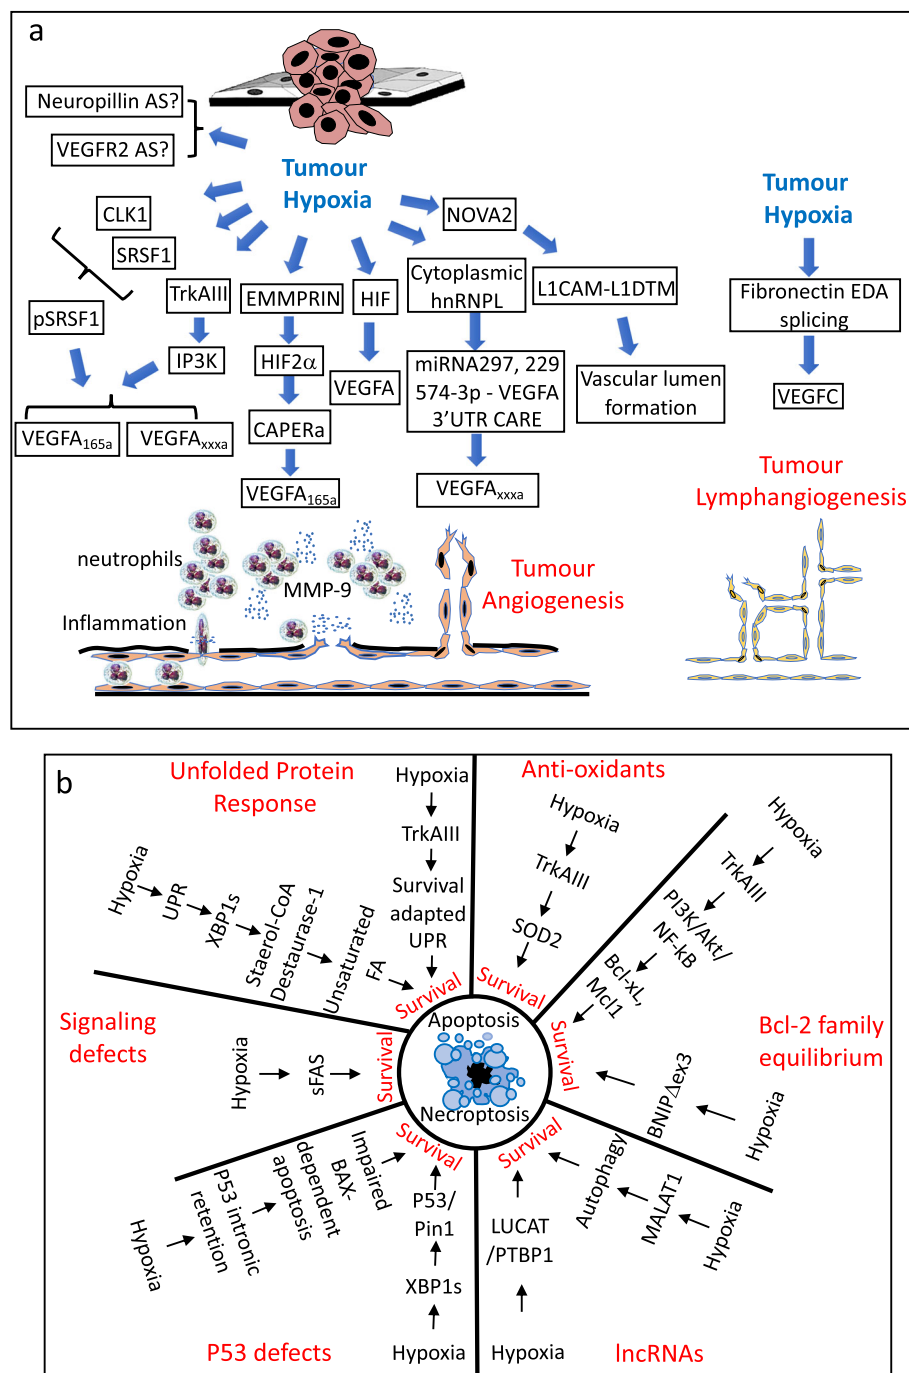 a
Neuropillin AS?
VEGFR2 AS?
Tumour
Hypoxia
CLK1
SRSF1
pSRSF1
TrkAIII
IP3K
VEGFA165a
VEGFAxxxa
EMMPRIN
HIF2α
CAPERa
VEGFA165a
HIF
VEGFA
NOVA2
Cytoplasmic
hnRNPL
miRNA297, 229
574-3p - VEGFA
3’UTR CARE
VEGFAxxxa
L1CAM-L1DTM
Vascular lumen
formation
Tumour
Hypoxia
Fibronectin EDA
splicing
VEGFC
Tumour
Lymphangiogenesis
neutrophils
MMP-9
Inflammation
Tumour
Angiogenesis
b
Unfolded Protein
Response
Hypoxia
TrkAIII
Survival
adapted
UPR
Survival
Hypoxia
UPR
XBP1s
Staerol-CoA
Destaurase-1
Unsaturated
FA
Anti-oxidants
Hypoxia
TrkAIII
SOD2
Survival
Hypoxia
TrkAIII
PI3K/Akt/
NF-kB
Bcl-xL,
Mcl1
Survival
Bcl-2 family
equilibrium
Hypoxia
BNIPΔex3
Signaling
defects
Hypoxia
sFAS
Survival
Apoptosis
Necroptosis
Hypoxia
P53 intronic
retention
Impaired
BAX-
dependent
apoptosis
Survival
P53/
Pin1
XBP1s
Hypoxia
P53 defects
Survival
LUCAT
/PTBP1
Hypoxia
Autophagy
MALAT1
Hypoxia
lncRNAs